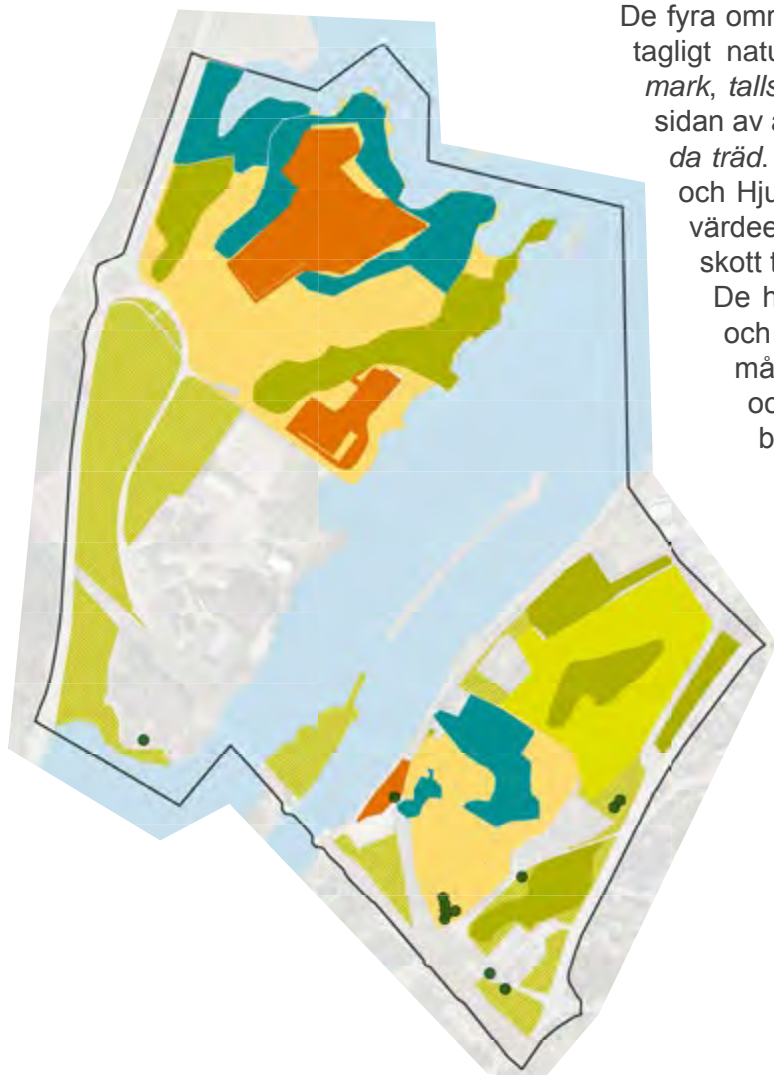 De fyra omr
tagligt natu
mark, talls
sidan av a
da träd.
och Hju
värdee
skott t
De h
och
må
oc
b